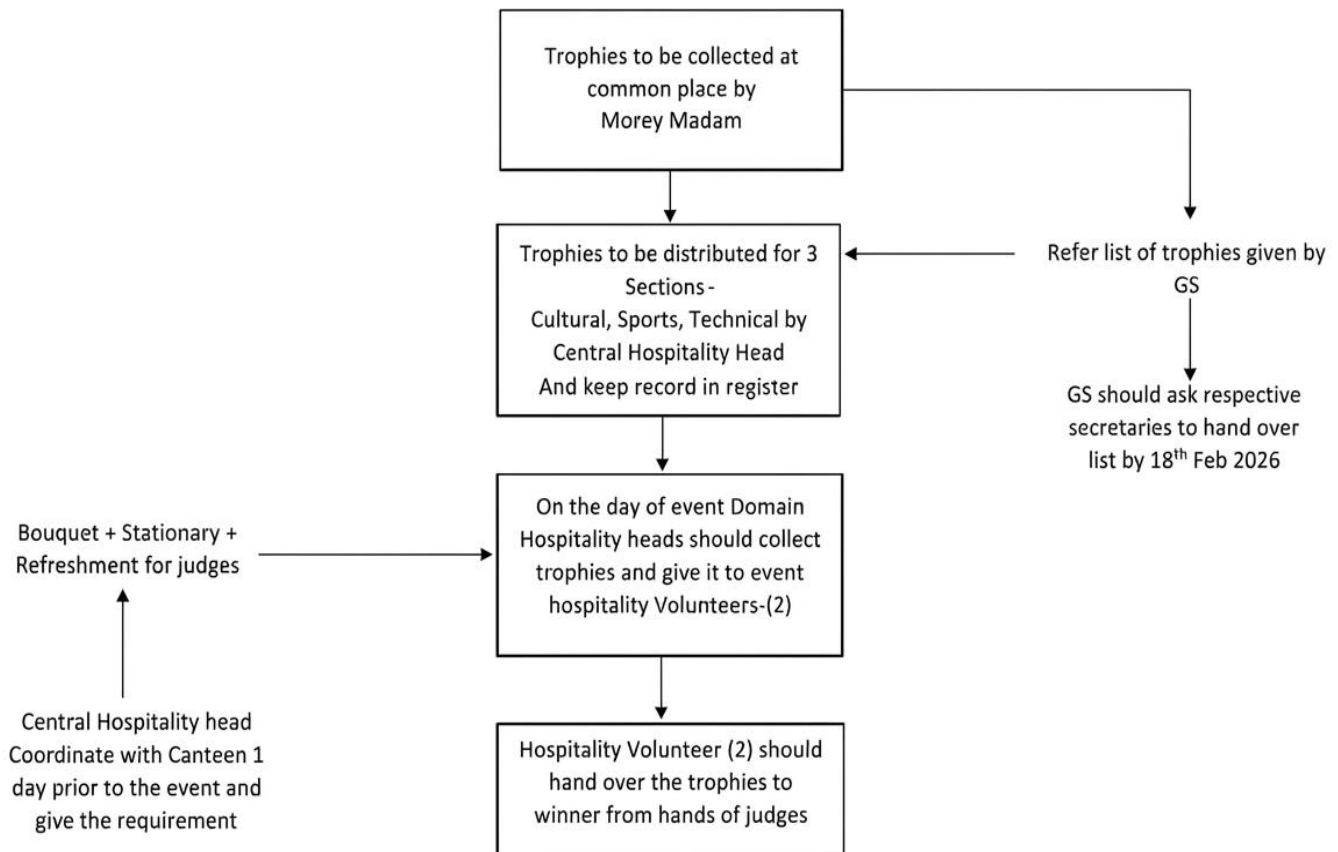 Trophies to be collected at
common place by
Morey Madam
Trophies to be distributed for 3
Sections-
Cultural, Sports, Technical by
Central Hospitality Head
And keep record in register
Refer list of trophies given by
GS
GS should ask respective
secretaries to hand over
list by 18th Feb 2026
On the day of event Domain
Hospitality heads should collect
trophies and give it to event
hospitality Volunteers-(2)
Bouquet + Stationary +
Refreshment for judges
Central Hospitality head
Coordinate with Canteen 1
day prior to the event and
give the requirement
Hospitality Volunteer (2) should
hand over the trophies to
winner from hands of judges